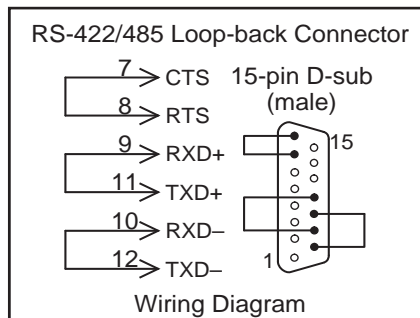 RS-422/485 Loop-back Connector
7 CTS
8 RTS
9 RXD+
11 TXD+
10 RXD–
12 TXD–
15-pin D-sub
(male)
15
1
Wiring Diagram